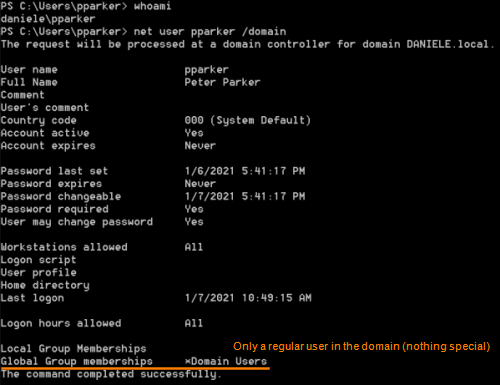 PS C:\Users\pparker> whoami
daniele\pparker
PS C:\Users\pparker> net user pparker /domain
The request will be processed at a domain controller for domain DANIELE.local.
User name pparker
Full Name Peter Parker
Comment
User's comment
Country code 000 (System Default)
Account active Yes
Account expires Never
Password last set 1/6/2021 5:41:17 PM
Password expires Never
Password changeable 1/7/2021 5:41:17 PM
Password required Yes
User may change password Yes
Workstations allowed All
Logon script
User profile
Home directory
Last logon 1/7/2021 10:49:15 AM
Logon hours allowed All
Local Group Memberships
Only a regular user in the domain (nothing special)
Global Group memberships *Domain Users
The command completed successfully.